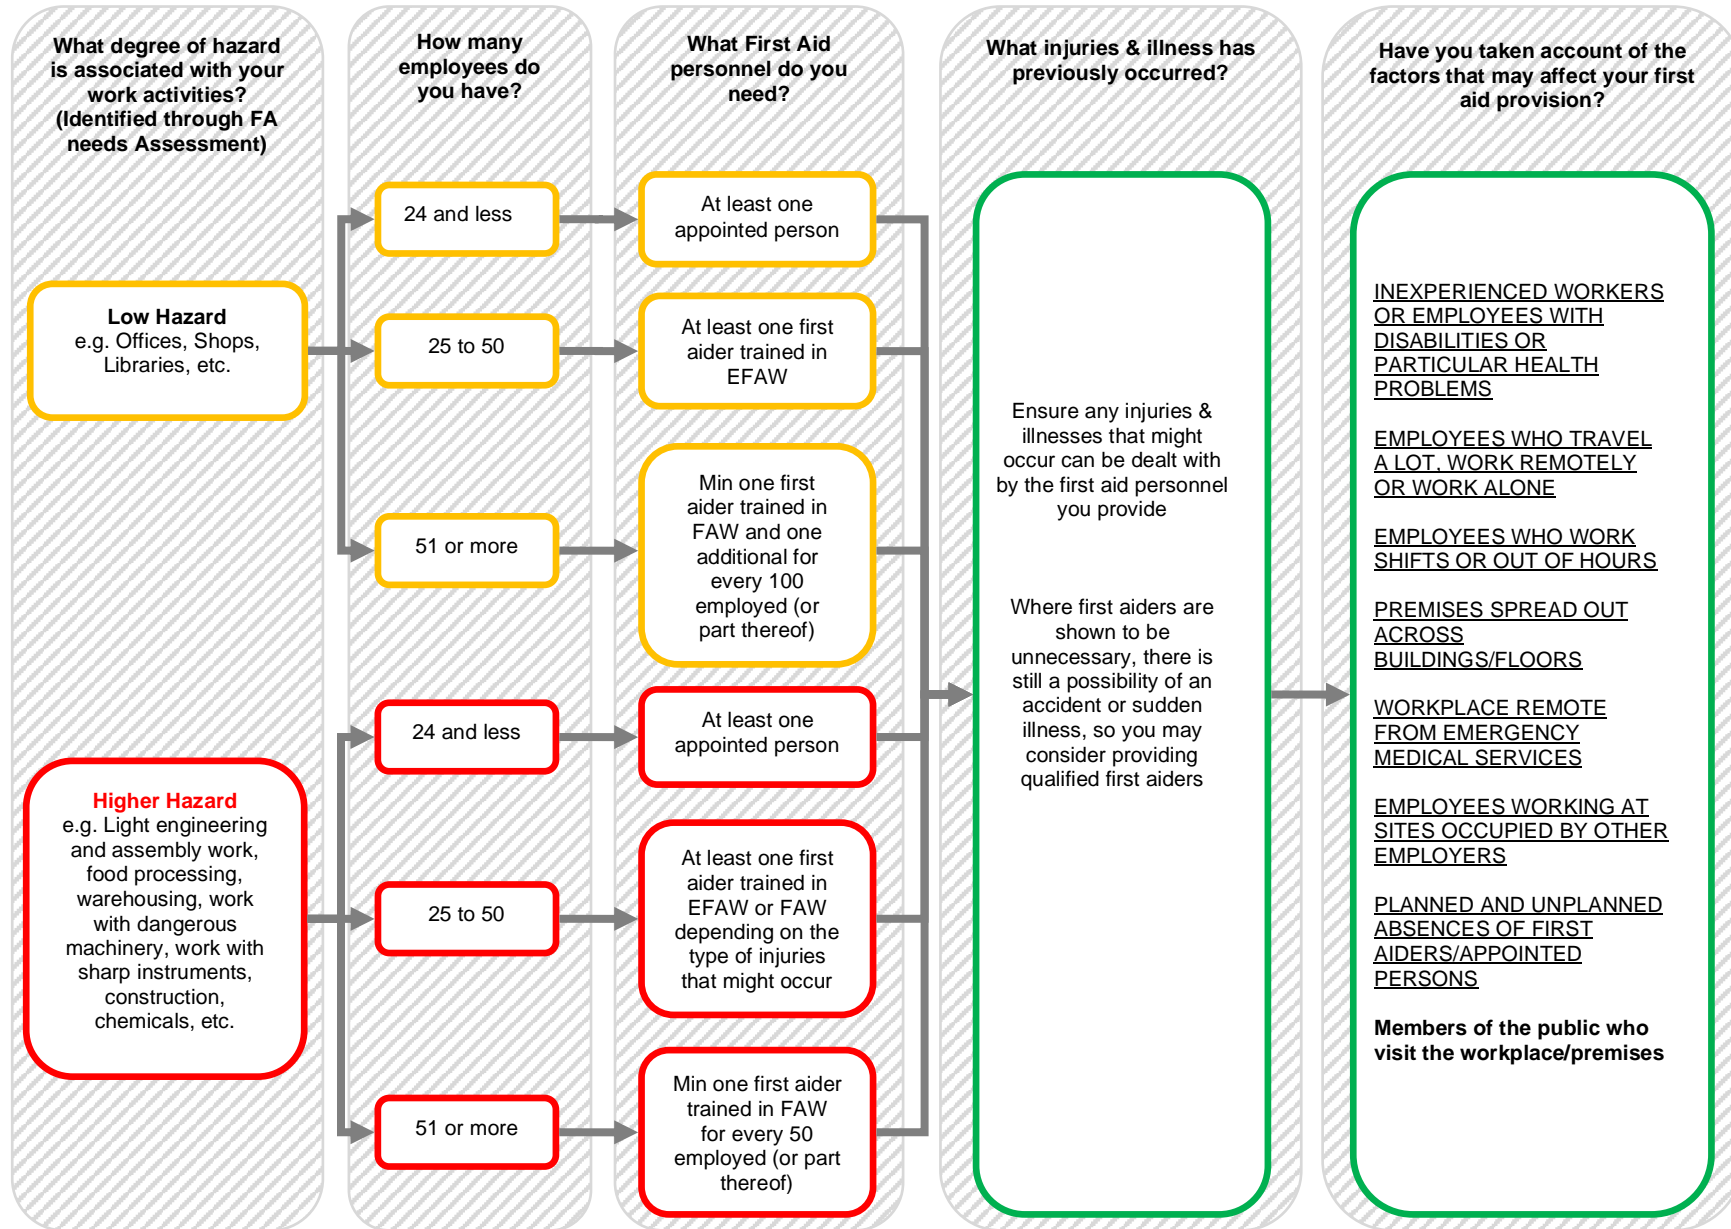 What degree of hazard
is associated with your
work activities?
(Identified through FA
needs Assessment)
Low Hazard
e.g. Offices, Shops,
Libraries, etc.
Higher Hazard
e.g. Light engineering
and assembly work,
food processing,
warehousing, work
with dangerous
machinery, work with
sharp instruments,
construction,
chemicals, etc.
How many
employees do
you have?
24 and less
25 to 50
51 or more
24 and less
25 to 50
51 or more
What First Aid
personnel do you
need?
At least one
appointed person
At least one first
aider trained in
EFAW
Min one first
aider trained in
FAW and one
additional for
every 100
employed (or
part thereof)
At least one
appointed person
At least one first
aider trained in
EFAW or FAW
depending on the
type of injuries
that might occur
Min one first aider
trained in FAW
for every 50
employed (or part
thereof)
What injuries & illness has
previously occurred?
Ensure any injuries &
illnesses that might
occur can be dealt with
by the first aid personnel
you provide
Where first aiders are
shown to be
unnecessary, there is
still a possibility of an
accident or sudden
illness, so you may
consider providing
qualified first aiders
Have you taken account of the
factors that may affect your first
aid provision?
INEXPERIENCED WORKERS
OR EMPLOYEES WITH
DISABILITIES OR
PARTICULAR HEALTH
PROBLEMS
EMPLOYEES WHO TRAVEL
A LOT, WORK REMOTELY
OR WORK ALONE
EMPLOYEES WHO WORK
SHIFTS OR OUT OF HOURS
PREMISES SPREAD OUT
ACROSS
BUILDINGS/FLOORS
WORKPLACE REMOTE
FROM EMERGENCY
MEDICAL SERVICES
EMPLOYEES WORKING AT
SITES OCCUPIED BY OTHER
EMPLOYERS
PLANNED AND UNPLANNED
ABSENCES OF FIRST
AIDERS/APPOINTED
PERSONS
Members of the public who
visit the workplace/premises